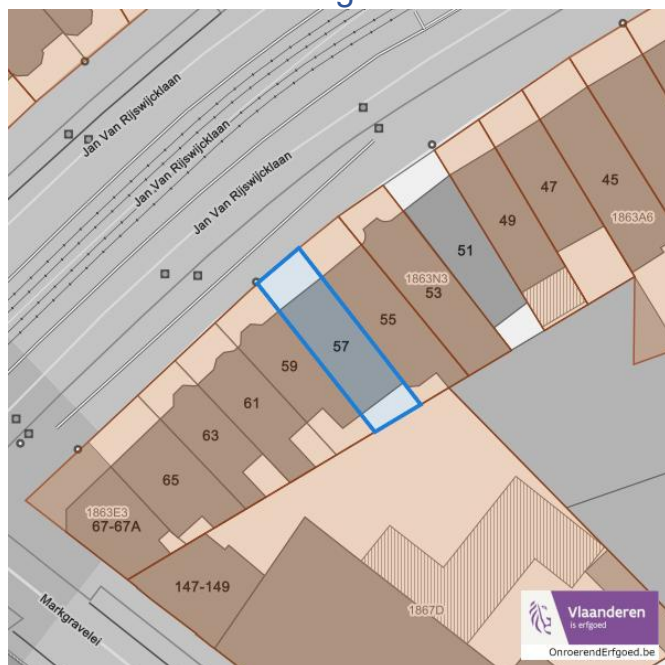 Jan Van Rijswijcklaan
Jan Van Rijswijcklaan
Jan Van Rijswijcklaan
45
1863A6
47
49
51
1863N3
53
55
57
59
61
63
65
1863E3
67-67A
147-149
1867D
Markgravelei
Vlaanderen
is erfgoed
OnroerendErfgoed.be